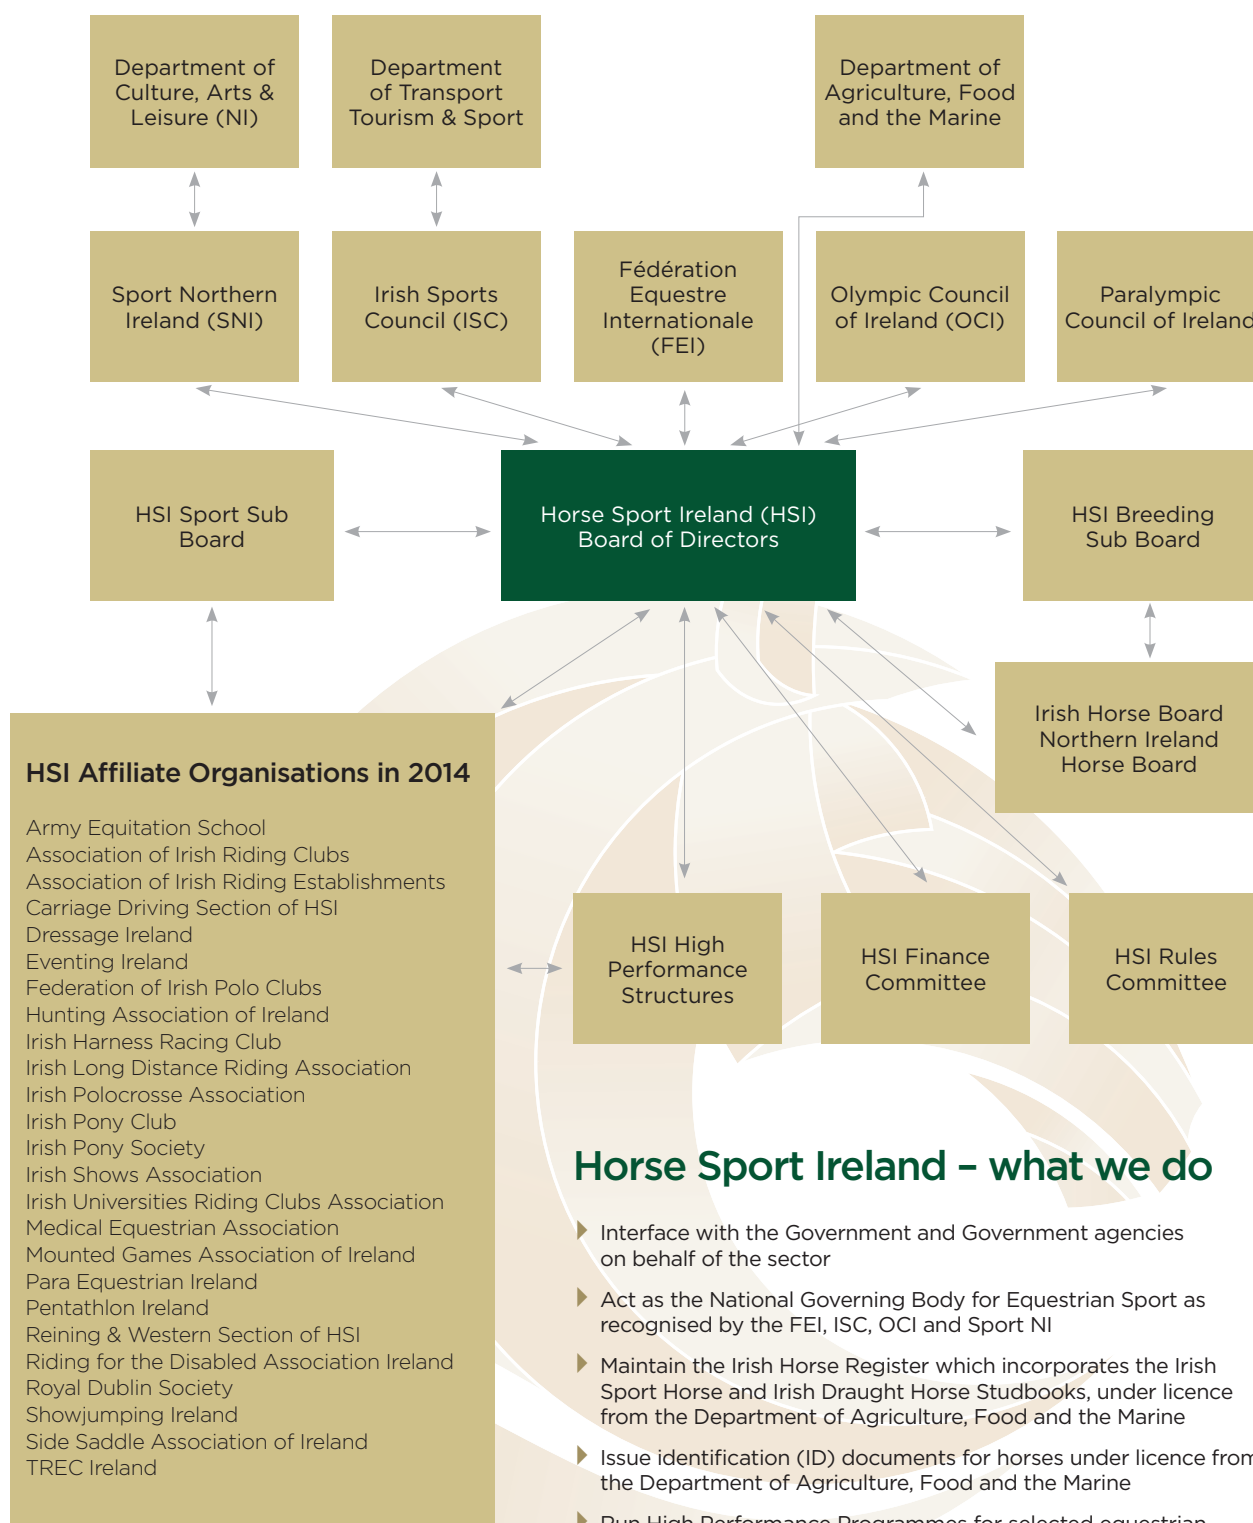 Department of
Culture, Arts &
Leisure (NI)
Department
of Transport
Tourism & Sport
Department of
Agriculture, Food
and the Marine
Sport Northern
Ireland (SNI)
Irish Sports
Council (ISC)
Fédération
Equestre
Internationale
(FEI)
Olympic Council
of Ireland (OCI)
Paralympic
Council of Ireland
HSI Sport Sub
Board
Horse Sport Ireland (HSI)
Board of Directors
HSI Breeding
Sub Board
Irish Horse Board
Northern Ireland
Horse Board
HSI Affiliate Organisations in 2014
Army Equitation School
Association of Irish Riding Clubs
Association of Irish Riding Establishments
Carriage Driving Section of HSI
Dressage Ireland
Eventing Ireland
Federation of Irish Polo Clubs
Hunting Association of Ireland
Irish Harness Racing Club
Irish Long Distance Riding Association
Irish Polocrosse Association
Irish Pony Club
Irish Pony Society
Irish Shows Association
Irish Universities Riding Clubs Association
Medical Equestrian Association
Mounted Games Association of Ireland
Para Equestrian Ireland
Pentathlon Ireland
Reining & Western Section of HSI
Riding for the Disabled Association Ireland
Royal Dublin Society
Showjumping Ireland
Side Saddle Association of Ireland
TREC Ireland
HSI High
Performance
Structures
HSI Finance
Committee
HSI Rules
Committee
Horse Sport Ireland – what we do
Interface with the Government and Government agencies
on behalf of the sector
Act as the National Governing Body for Equestrian Sport as
recognised by the FEI, ISC, OCI and Sport NI
Maintain the Irish Horse Register which incorporates the Irish
Sport Horse and Irish Draught Horse Studbooks, under licence
from the Department of Agriculture, Food and the Marine
Issue identification (ID) documents for horses under licence from
the Department of Agriculture, Food and the Marine
Run High Performance Programmes for selected equestrian